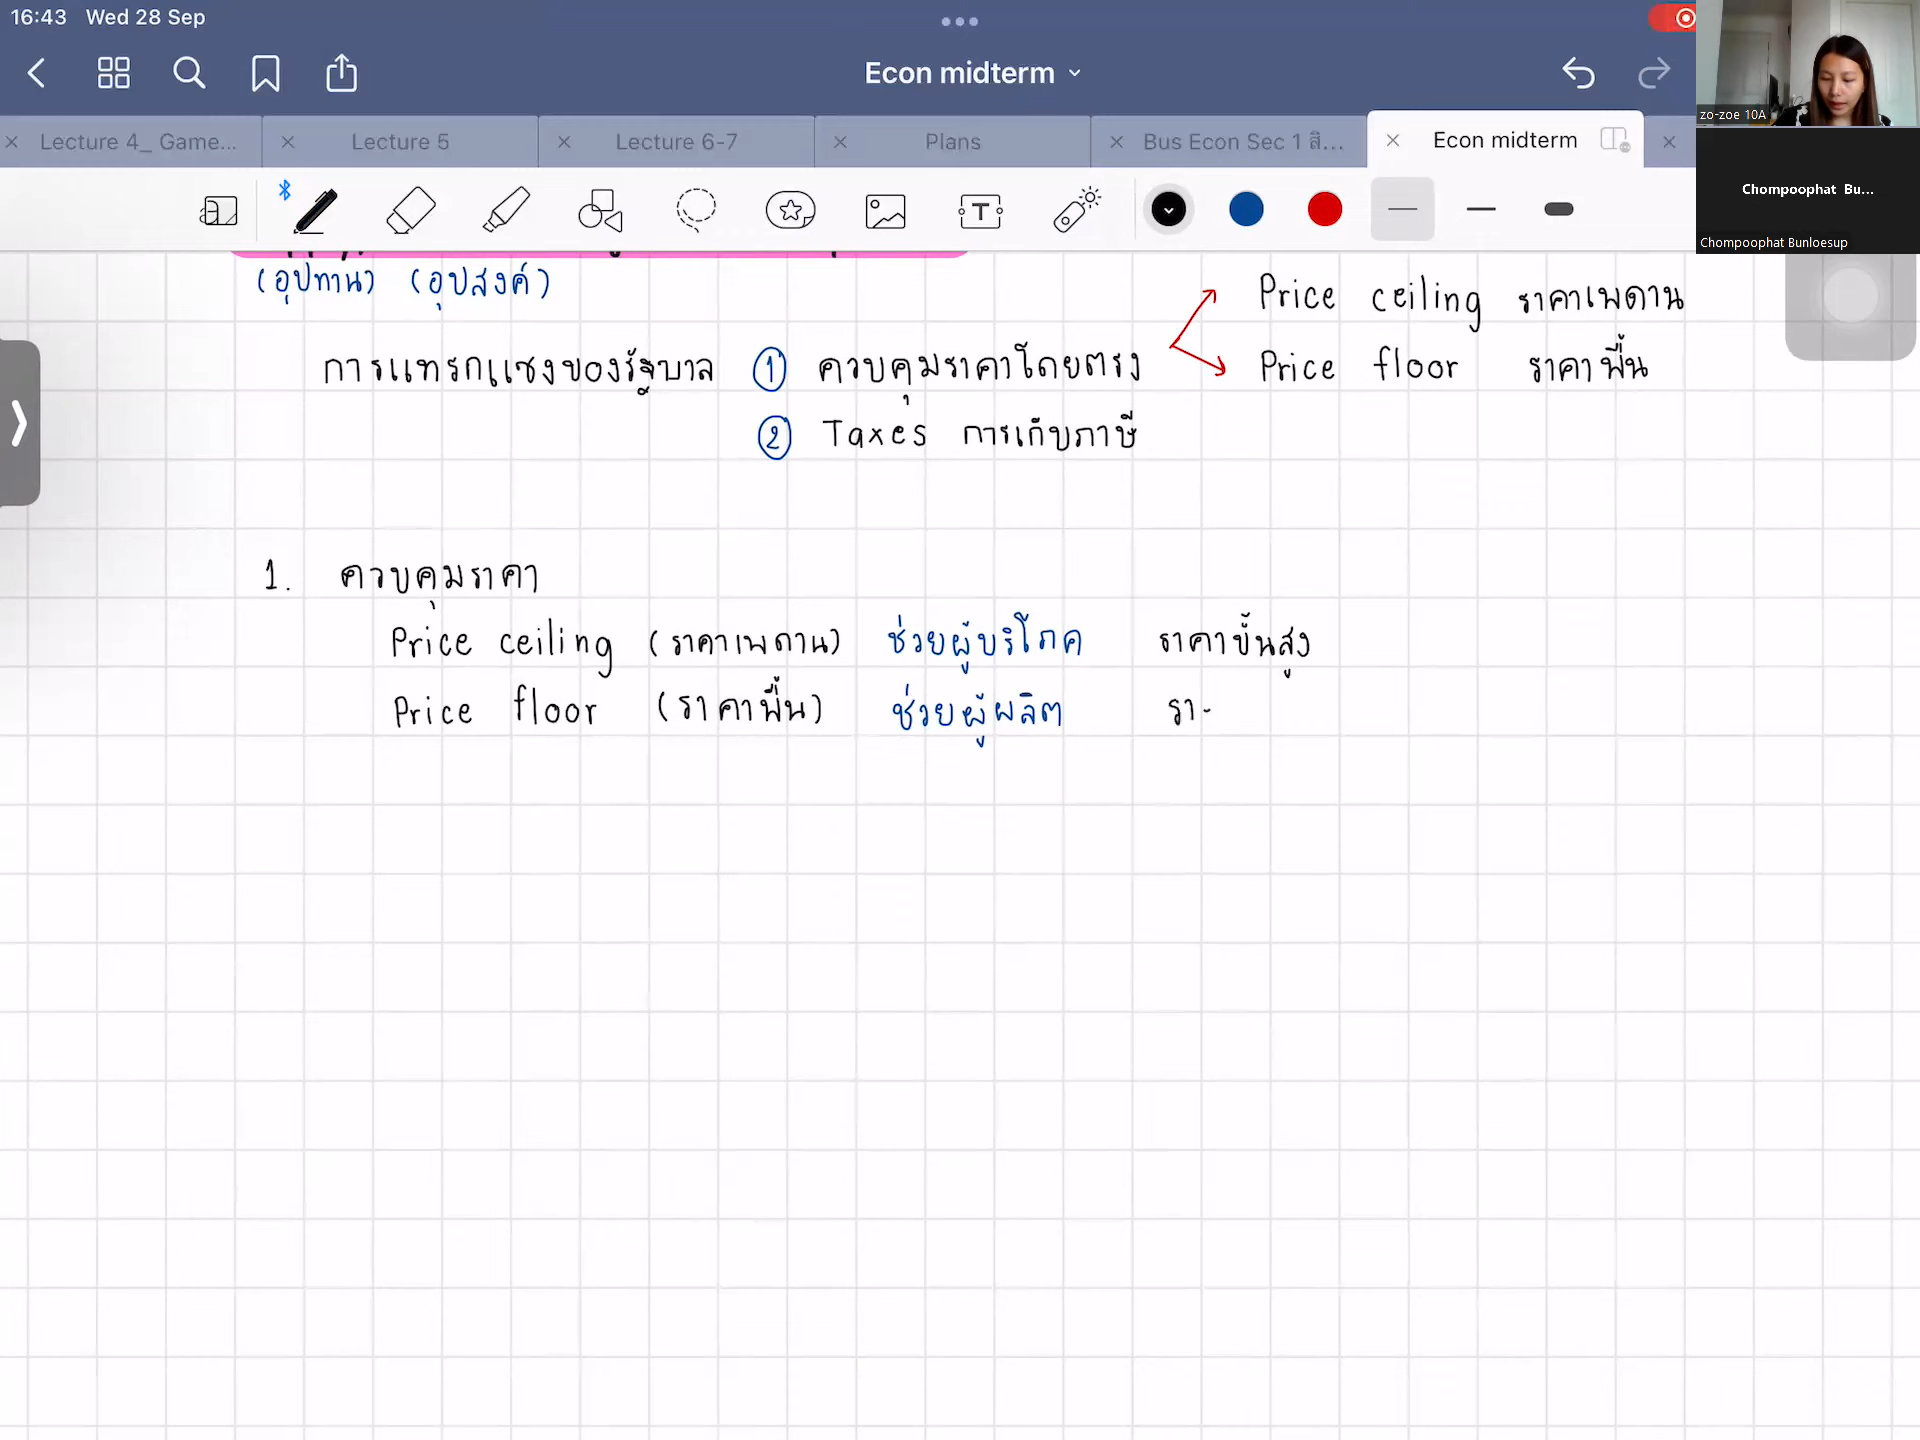 16:43 Wed 28 Sep
Econ midterm
zo-zoe 10A
Lecture 4_ Game...
Lecture 5
Lecture 6-7
Plans
Bus Econ Sec 1 สิ...
Econ midterm
Chompoophat Bu...
Chompoophat Bunloesup
(อุปทาน) (อุปสงค์)
Price ceiling ราคาเพดาน
การแทรกแซงของรัฐบาล ① ควบคุมราคาโดยตรง
Price floor ราคาพื้น
② Taxes การเก็บภาษี
1. ควบคุมราคา
Price ceiling (ราคาเพดาน) ช่วยผู้บริโภค ราคาขั้นสูง
Price floor (ราคาพื้น) ช่วยผู้ผลิต รา-